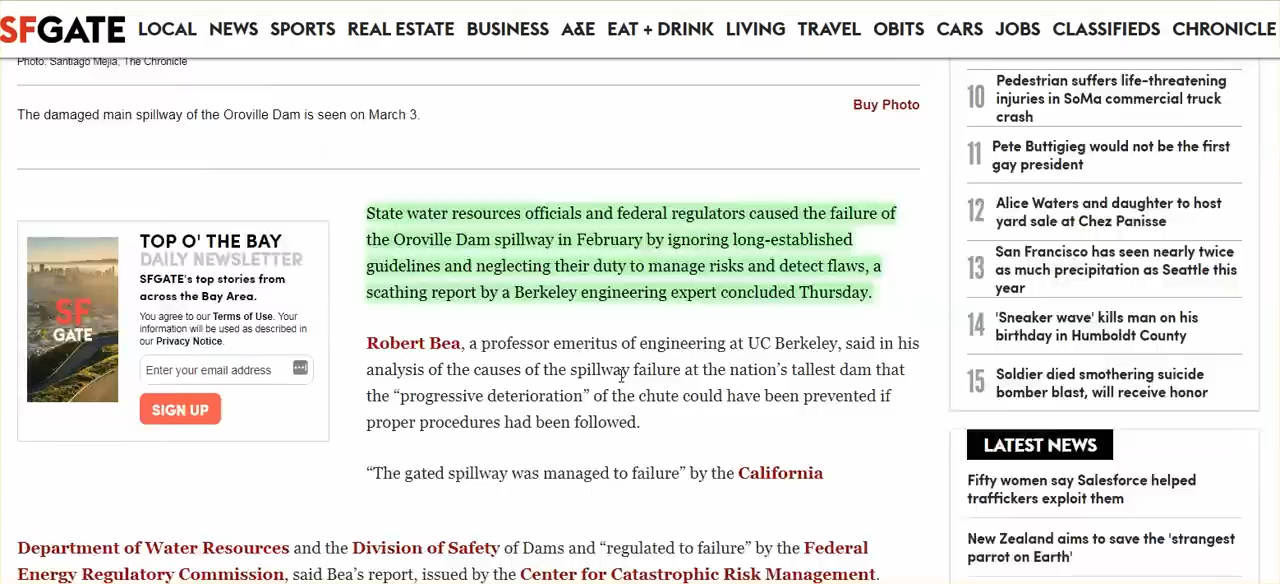 SFGATE LOCAL NEWS SPORTS REAL ESTATE BUSINESS A&E EAT + DRINK LIVING TRAVEL OBITS CARS JOBS CLASSIFIEDS CHRONICLE
Photo: Santiago Mejia, The Chronicle
Buy Photo
The damaged main spillway of the Oroville Dam is seen on March 3.
SF
GATE
TOP O' THE BAY
DAILY NEWSLETTER
SFGATE's top stories from
across the Bay Area.
You agree to our Terms of Use. Your
information will be used as described in
our Privacy Notice.
Enter your email address
SIGN UP
State water resources officials and federal regulators caused the failure of
the Oroville Dam spillway in February by ignoring long-established
guidelines and neglecting their duty to manage risks and detect flaws, a
scathing report by a Berkeley engineering expert concluded Thursday.
Robert Bea, a professor emeritus of engineering at UC Berkeley, said in his
analysis of the causes of the spillway failure at the nation's tallest dam that
the “progressive deterioration” of the chute could have been prevented if
proper procedures had been followed.
“The gated spillway was managed to failure” by the California
Department of Water Resources and the Division of Safety of Dams and “regulated to failure” by the Federal
Energy Regulatory Commission, said Bea's report, issued by the Center for Catastrophic Risk Management.
10 Pedestrian suffers life-threatening
injuries in SoMa commercial truck
crash
11 Pete Buttigieg would not be the first
gay president
12 Alice Waters and daughter to host
yard sale at Chez Panisse
13 San Francisco has seen nearly twice
as much precipitation as Seattle this
year
14 'Sneaker wave' kills man on his
birthday in Humboldt County
15 Soldier died smothering suicide
bomber blast, will receive honor
LATEST NEWS
Fifty women say Salesforce helped
traffickers exploit them
New Zealand aims to save the 'strangest
parrot on Earth'